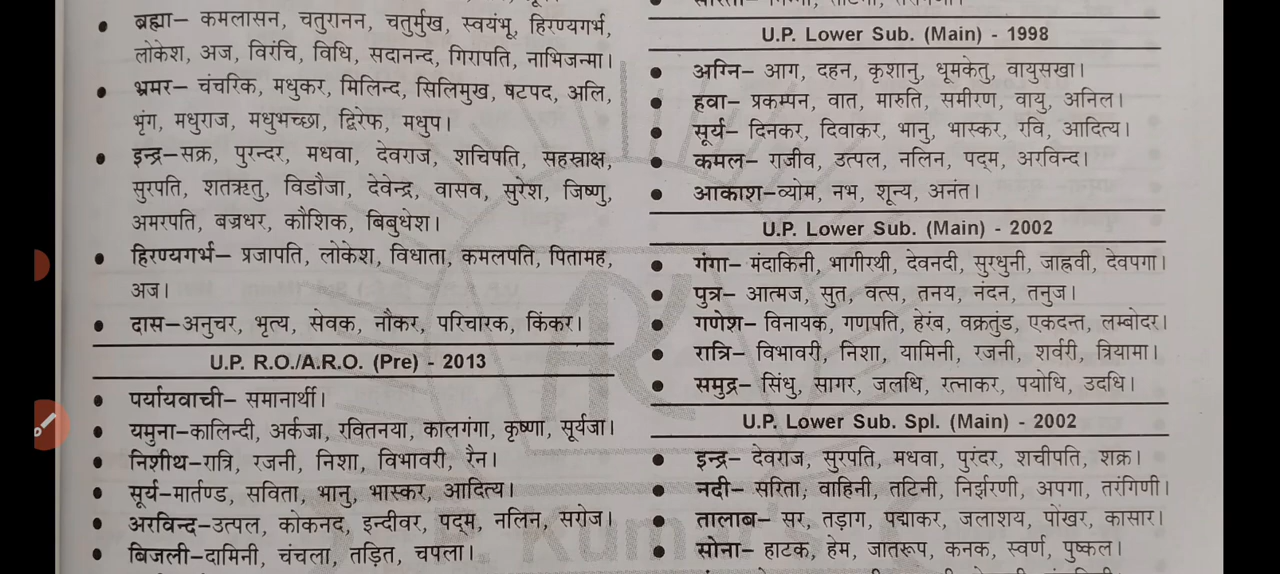 ब्रह्मा– कमलासन, चतुरानन, चतुर्मुख, स्वयंभू, हिरण्यगर्भ,
लोकेश, अज, विरंचि, विधि, सदानन्द, गिरापति, नाभिजन्मा।
भ्रमर– चंचरिक, मधुकर, मिलिन्द, सिलिमुख, षटपद, अलि,
भृंग, मधुराज, मधुभच्छा, द्विरेफ, मधुप।
इन्द्र–सक्र, पुरन्दर, मधवा, देवराज, शचिपति, सहस्त्राक्ष,
सुरपति, शतऋतु, विडौजा, देवेन्द्र, वासव, सुरेश, जिष्णु,
अमरपति, बज्रधर, कौशिक, बिबुधेश।
हिरण्यगर्भ– प्रजापति, लोकेश, विधाता, कमलपति, पितामह,
अज।
दास–अनुचर, भृत्य, सेवक, नौकर, परिचारक, किंकर।
U.P. R.O./A.R.O. (Pre) - 2013
पर्यायवाची– समानार्थी।
यमुना–कालिन्दी, अर्कजा, रवितनया, कालगंगा, कृष्णा, सूर्यजा।
निशीथ–रात्रि, रजनी, निशा, विभावरी, रैन।
सूर्य–मार्तण्ड, सविता, भानु, भास्कर, आदित्य।
अरविन्द–उत्पल, कोकनद, इन्दीवर, पद्म, नलिन, सरोज।
बिजली–दामिनी, चंचला, तड़ित, चपला।
U.P. Lower Sub. (Main) - 1998
अग्नि– आग, दहन, कृशानु, धूमकेतु, वायुसखा।
हवा– प्रकम्पन, वात, मारुति, समीरण, वायु, अनिल।
सूर्य– दिनकर, दिवाकर, भानु, भास्कर, रवि, आदित्य।
कमल– राजीव, उत्पल, नलिन, पद्म, अरविन्द।
आकाश–व्योम, नभ, शून्य, अनंत।
U.P. Lower Sub. (Main) - 2002
गंगा– मंदाकिनी, भागीरथी, देवनदी, सुरधुनी, जाह्नवी, देवपगा।
पुत्र– आत्मज, सुत, वत्स, तनय, नंदन, तनुज।
गणेश– विनायक, गणपति, हेरंब, वक्रतुंड, एकदन्त, लम्बोदर।
रात्रि– विभावरी, निशा, यामिनी, रजनी, शर्वरी, त्रियामा।
समुद्र– सिंधु, सागर, जलधि, रत्नाकर, पयोधि, उदधि।
U.P. Lower Sub. Spl. (Main) - 2002
इन्द्र– देवराज, सुरपति, मधवा, पुरंदर, शचीपति, शक्र।
नदी– सरिता, वाहिनी, तटिनी, निर्झरणी, अपगा, तरंगिणी।
तालाब– सर, तड़ाग, पद्माकर, जलाशय, पोखर, कासार।
सोना– हाटक, हेम, जातरूप, कनक, स्वर्ण, पुष्कल।